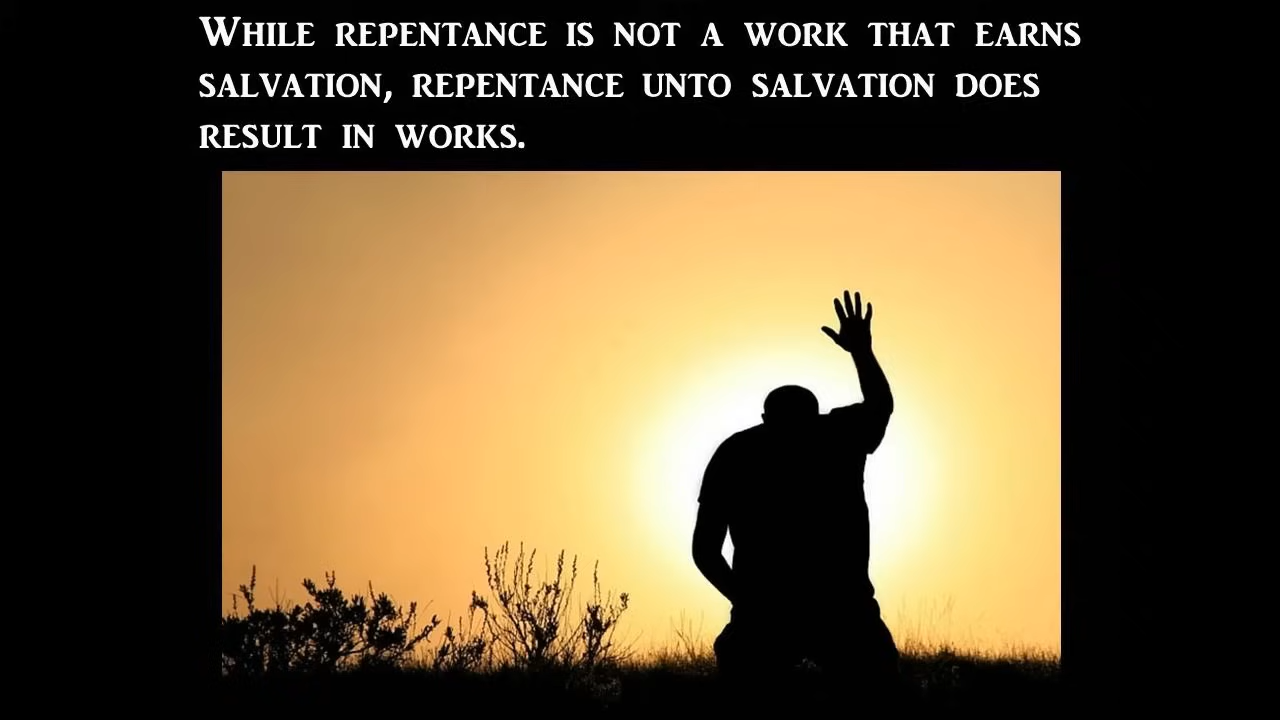 While repentance is not a work that earns
salvation, repentance unto salvation does
result in works.